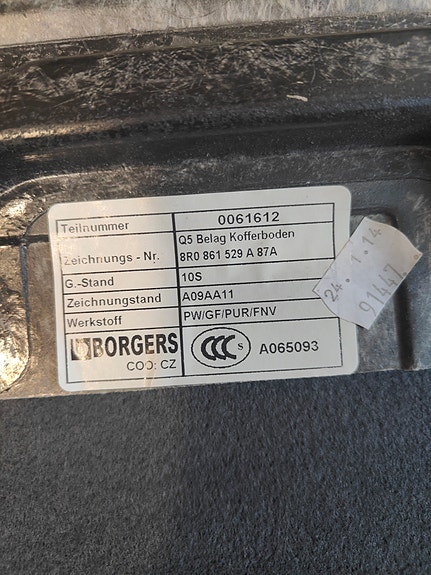 Teilnummer 0061612
Q5 Belag Kofferboden
Zeichnungs - Nr. 8R0 861 529 A 87A
G.-Stand 10S
Zeichnungstand A09AA11
Werkstoff PW/GF/PUR/FNV
BORGERS
COO: CZ
CCC S
A065093
24. 1. 14
91447